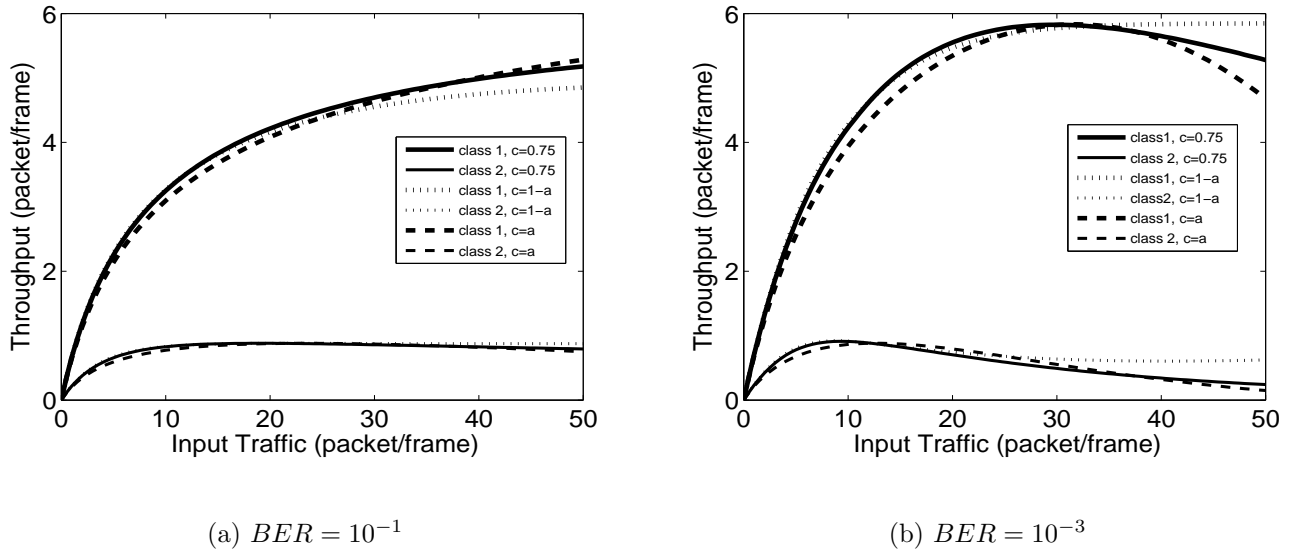 6
4
2
0
0 10 20 30 40 50
Throughput (packet/frame)
Input Traffic (packet/frame)
class 1, c=0.75
class 2, c=0.75
class 1, c=1−a
class 2, c=1−a
class 1, c=a
class 2, c=a
(a) BER = 10⁻¹
6
4
2
0
0 10 20 30 40 50
Throughput (packet/frame)
Input Traffic (packet/frame)
class1, c=0.75
class 2, c=0.75
class1, c=1−a
class2, c=1−a
class1, c=a
class 2, c=a
(b) BER = 10⁻³